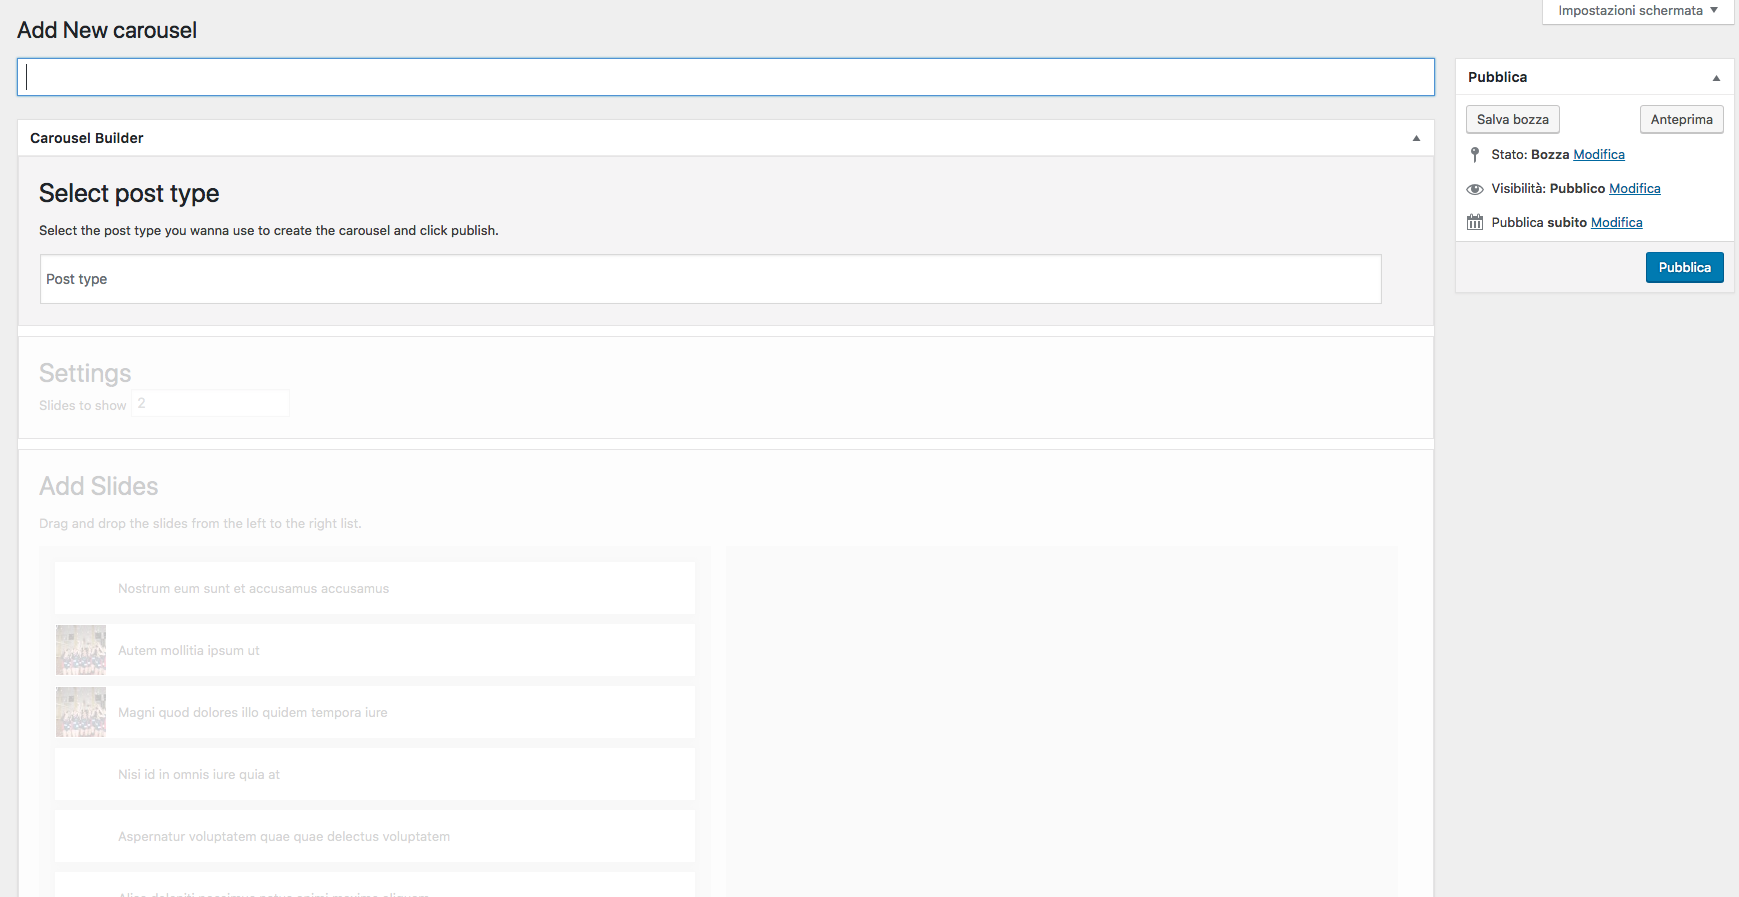 Impostazioni schermata
Add New carousel
Pubblica
Salva bozza Anteprima
Stato: Bozza Modifica
Visibilità: Pubblico Modifica
Pubblica subito Modifica
Pubblica
Carousel Builder
Select post type
Select the post type you wanna use to create the carousel and click publish.
Post type
Settings
Slides to show 2
Add Slides
Drag and drop the slides from the left to the right list.
Nostrum eum sunt et accusamus accusamus
Autem mollitia ipsum ut
Magni quod dolores illo quidem tempora iure
Nisi id in omnis iure quia at
Aspernatur voluptatem quae quae delectus voluptatem